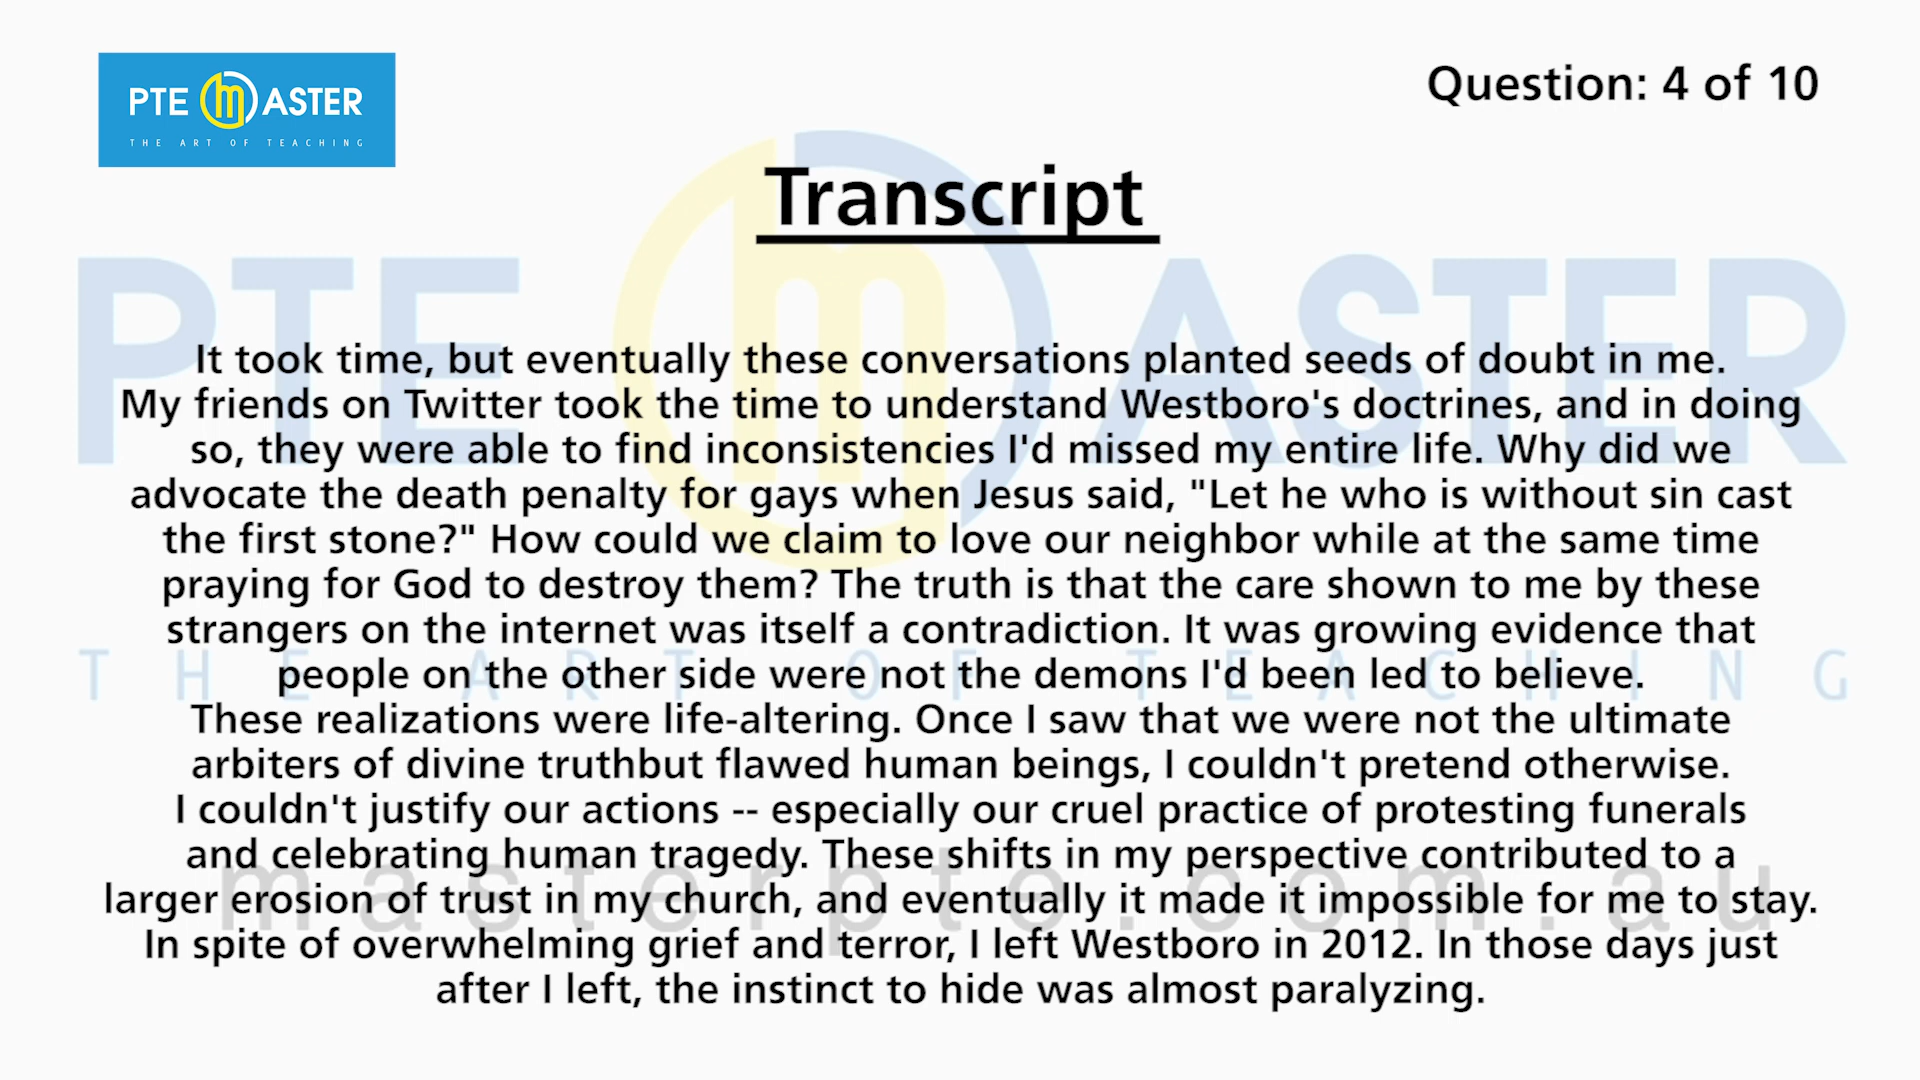 PTE MASTER
THE ART OF TEACHING
Question: 4 of 10
Transcript
It took time, but eventually these conversations planted seeds of doubt in me.
My friends on Twitter took the time to understand Westboro's doctrines, and in doing
so, they were able to find inconsistencies I'd missed my entire life. Why did we
advocate the death penalty for gays when Jesus said, "Let he who is without sin cast
the first stone?" How could we claim to love our neighbor while at the same time
praying for God to destroy them? The truth is that the care shown to me by these
strangers on the internet was itself a contradiction. It was growing evidence that
people on the other side were not the demons I'd been led to believe.
These realizations were life-altering. Once I saw that we were not the ultimate
arbiters of divine truthbut flawed human beings, I couldn't pretend otherwise.
I couldn't justify our actions -- especially our cruel practice of protesting funerals
and celebrating human tragedy. These shifts in my perspective contributed to a
larger erosion of trust in my church, and eventually it made it impossible for me to stay.
In spite of overwhelming grief and terror, I left Westboro in 2012. In those days just
after I left, the instinct to hide was almost paralyzing.
PTE MASTER
THE ART OF TEACHING
masterpte.com.au